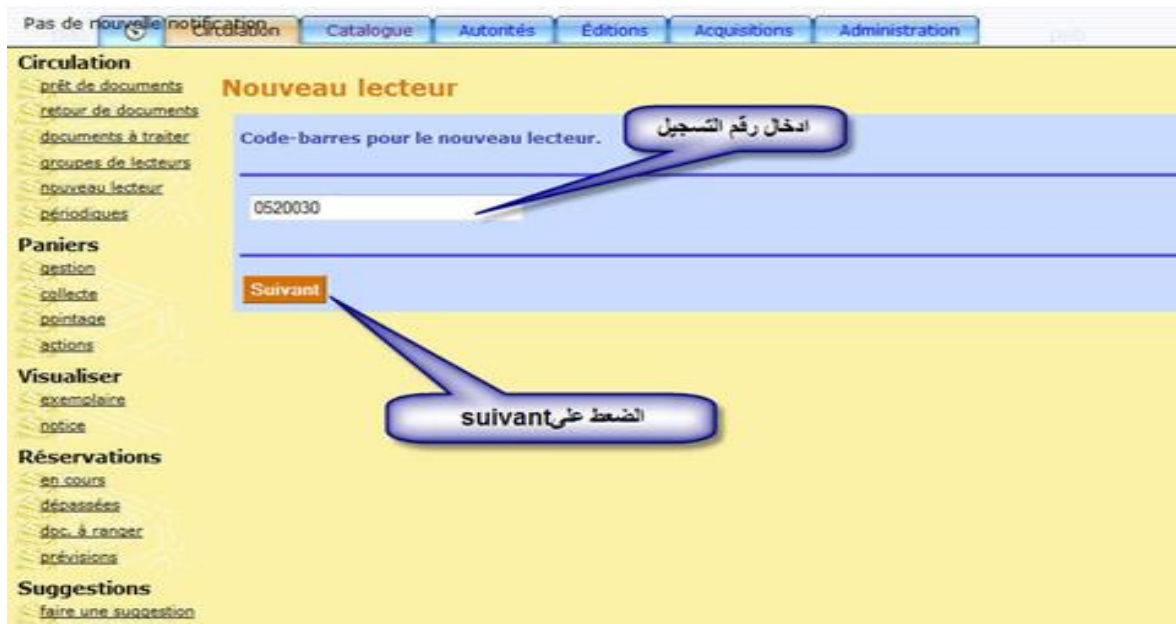 Pas de nouvelle notification
Circulation Catalogue Autorités Éditions Acquisitions Administration
Circulation
prêt de documents
retour de documents
documents à traiter
groupes de lecteurs
nouveau lecteur
périodiques
Paniers
gestion
collecte
pointage
actions
Visualiser
exemplaire
notice
Réservations
en cours
dépassées
doc. à ranger
prévisions
Suggestions
faire une suggestion
Nouveau lecteur
Code-barres pour le nouveau lecteur.
ادخال رقم التسجيل
0520030
Suivant
الضعط على suivant